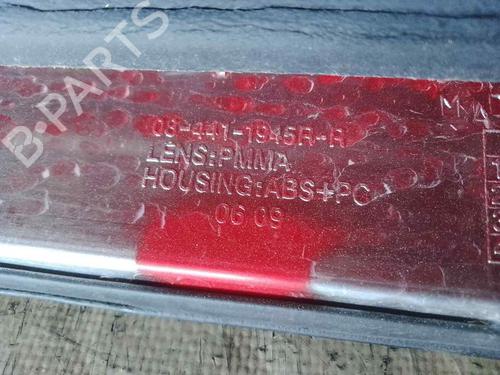 B-PARTS
08-441-1945R-R
LENS:PMMA
HOUSING:ABS+PC
06 09